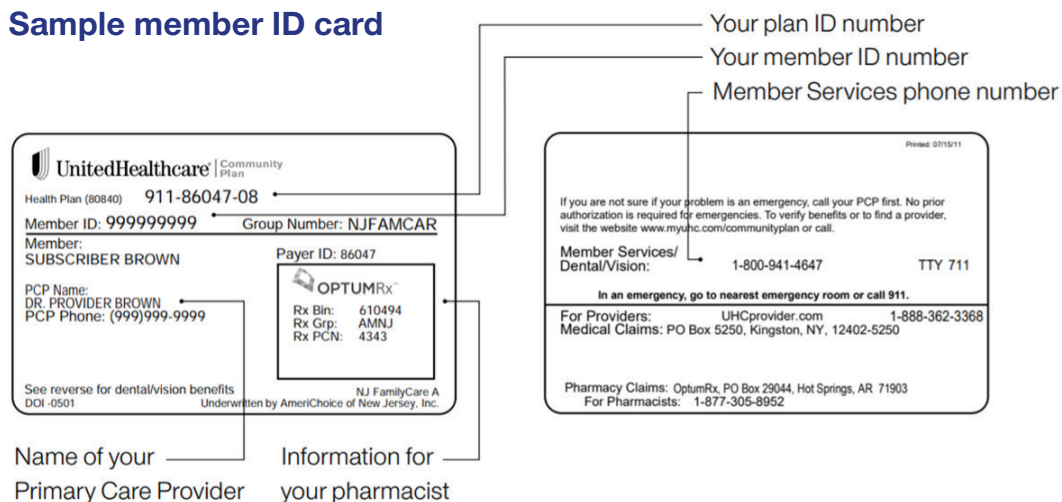 Sample member ID card
Your plan ID number
Your member ID number
Member Services phone number
UnitedHealthcare® Community Plan
Health Plan (80840) 911-86047-08
Member ID: 999999999 Group Number: NJFAMCAR
Member:
SUBSCRIBER BROWN
Payer ID: 86047
PCP Name:
DR. PROVIDER BROWN
PCP Phone: (999)999-9999
OPTUMRx™
Rx Bin: 610494
Rx Grp: AMNJ
Rx PCN: 4343
See reverse for dental/vision benefits NJ FamilyCare A
DOI -0501 Underwritten by AmeriChoice of New Jersey, Inc.
Name of your
Primary Care Provider
Information for
your pharmacist
Printed: 07/15/11
If you are not sure if your problem is an emergency, call your PCP first. No prior
authorization is required for emergencies. To verify benefits or to find a provider,
visit the website www.myuhc.com/communityplan or call.
Member Services/
Dental/Vision: 1-800-941-4647 TTY 711
In an emergency, go to nearest emergency room or call 911.
For Providers: UHCprovider.com 1-888-362-3368
Medical Claims: PO Box 5250, Kingston, NY, 12402-5250
Pharmacy Claims: OptumRx, PO Box 29044, Hot Springs, AR 71903
For Pharmacists: 1-877-305-8952